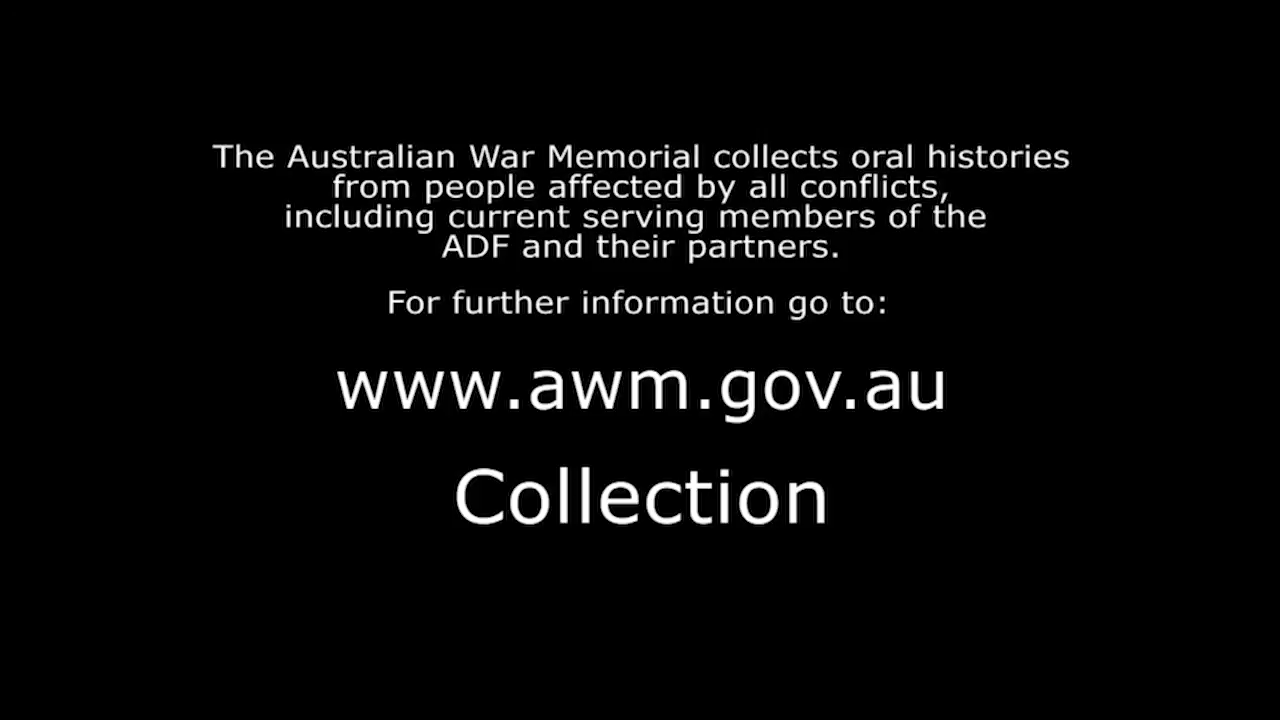 The Australian War Memorial collects oral histories
from people affected by all conflicts,
including current serving members of the
ADF and their partners.
For further information go to:
www.awm.gov.au
Collection